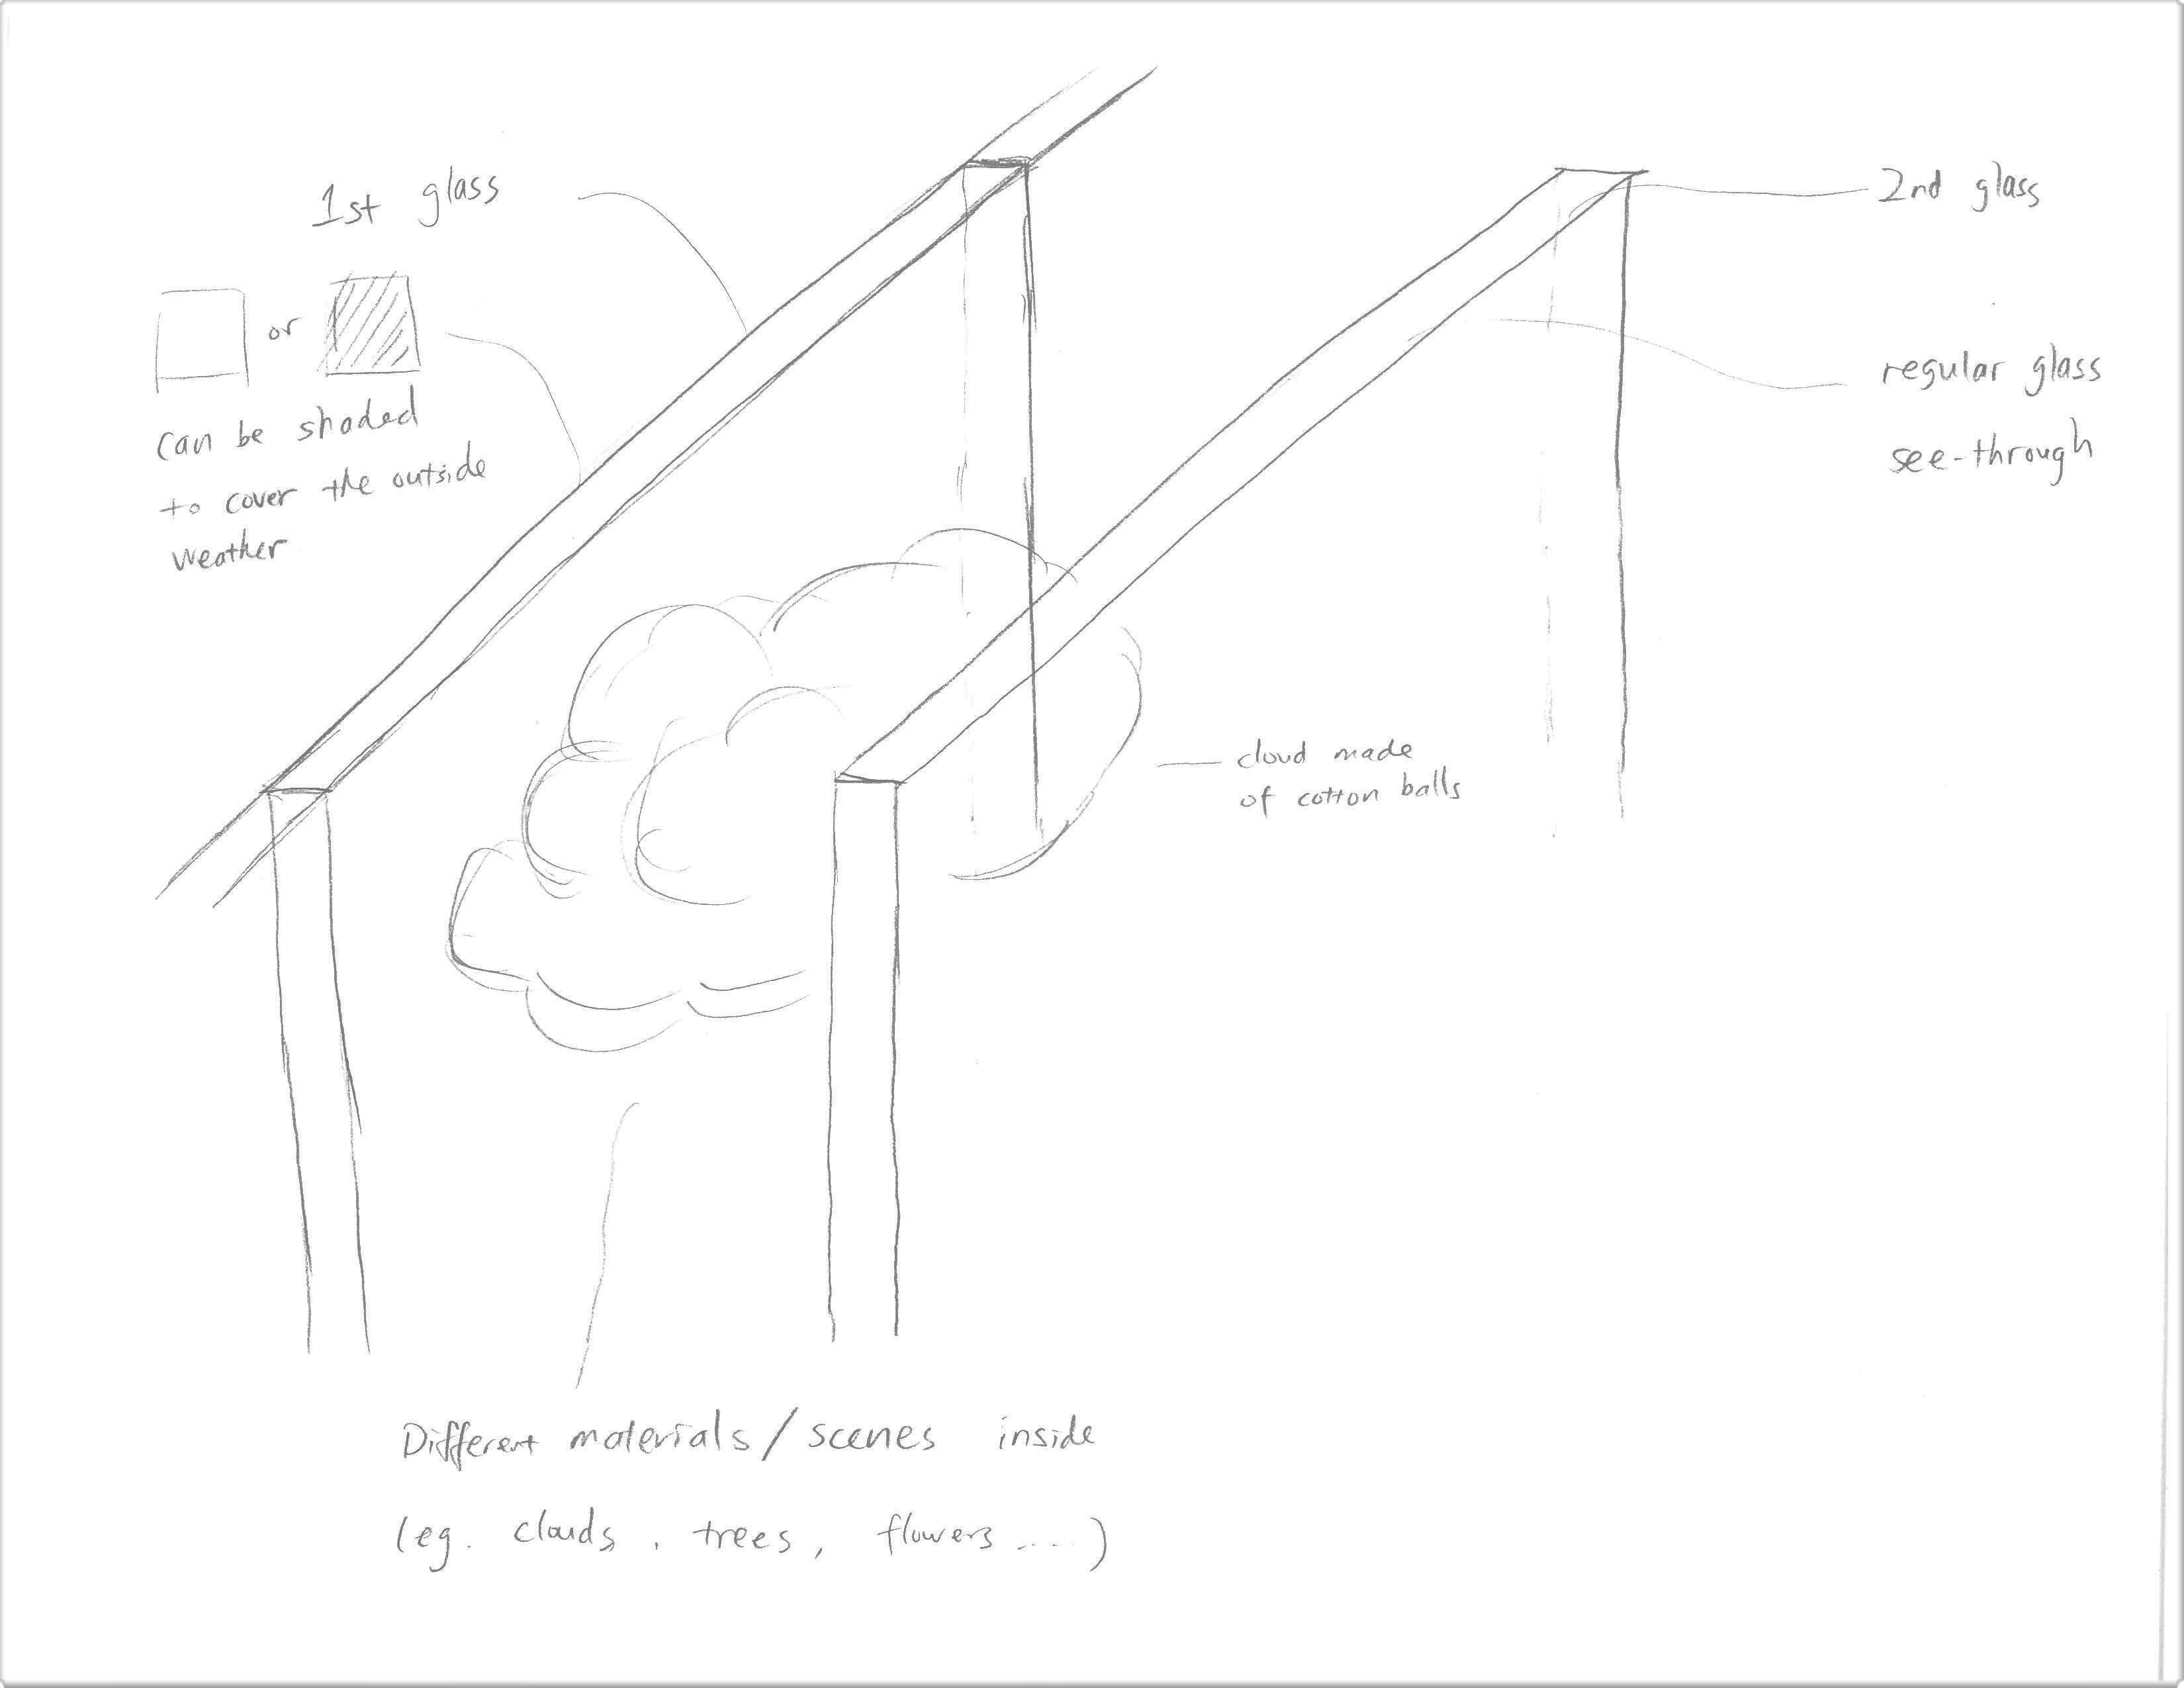 1st glass
or
can be shaded
to cover the outside
weather
2nd glass
regular glass
see-through
cloud made
of cotton balls
Different materials/scenes inside
(eg. clouds, trees, flowers ....)